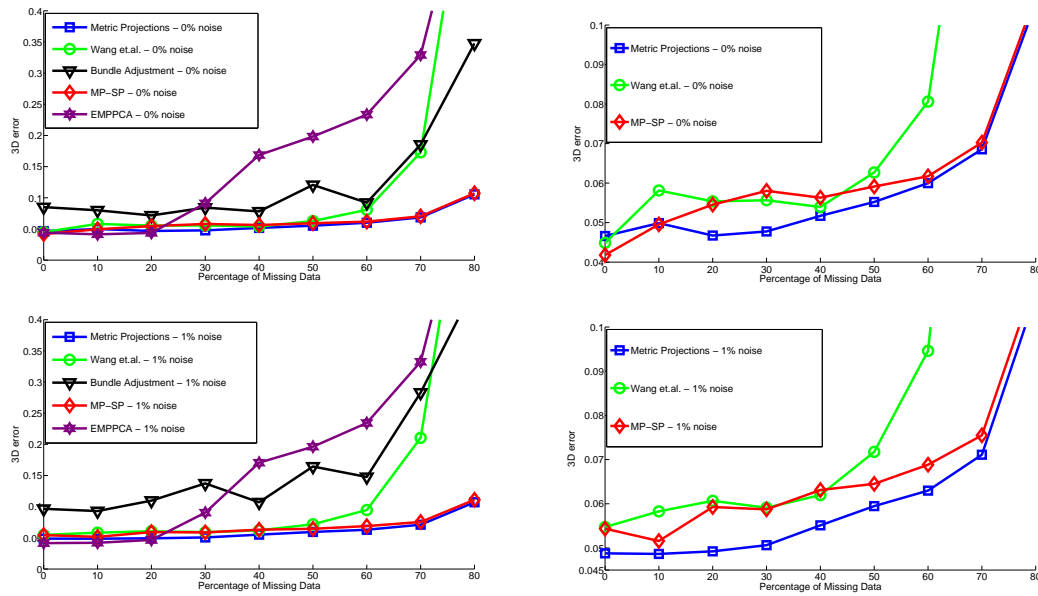 0.4
0.35
0.3
0.25
0.2
0.15
0.1
0.05
0
3D error
Metric Projections – 0% noise
Wang et.al. – 0% noise
Bundle Adjustment – 0% noise
MP–SP – 0% noise
EMPPCA – 0% noise
0 10 20 30 40 50 60 70 80
Percentage of Missing Data
0.1
0.09
0.08
0.07
0.06
0.05
0.04
3D error
Metric Projections – 0% noise
Wang et.al. – 0% noise
MP–SP – 0% noise
0 10 20 30 40 50 60 70 80
Percentage of Missing Data
0.4
0.35
0.3
0.25
0.2
0.15
0.1
0.05
0
3D error
Metric Projections – 1% noise
Wang et.al. – 1% noise
Bundle Adjustment – 1% noise
MP–SP – 1% noise
EMPPCA – 1% noise
0 10 20 30 40 50 60 70 80
Percentage of Missing Data
0.1
0.09
0.08
0.07
0.06
0.05
0.045
3D error
Metric Projections – 1% noise
Wang et.al. – 1% noise
MP–SP – 1% noise
0 10 20 30 40 50 60 70 80
Percentage of Missing Data